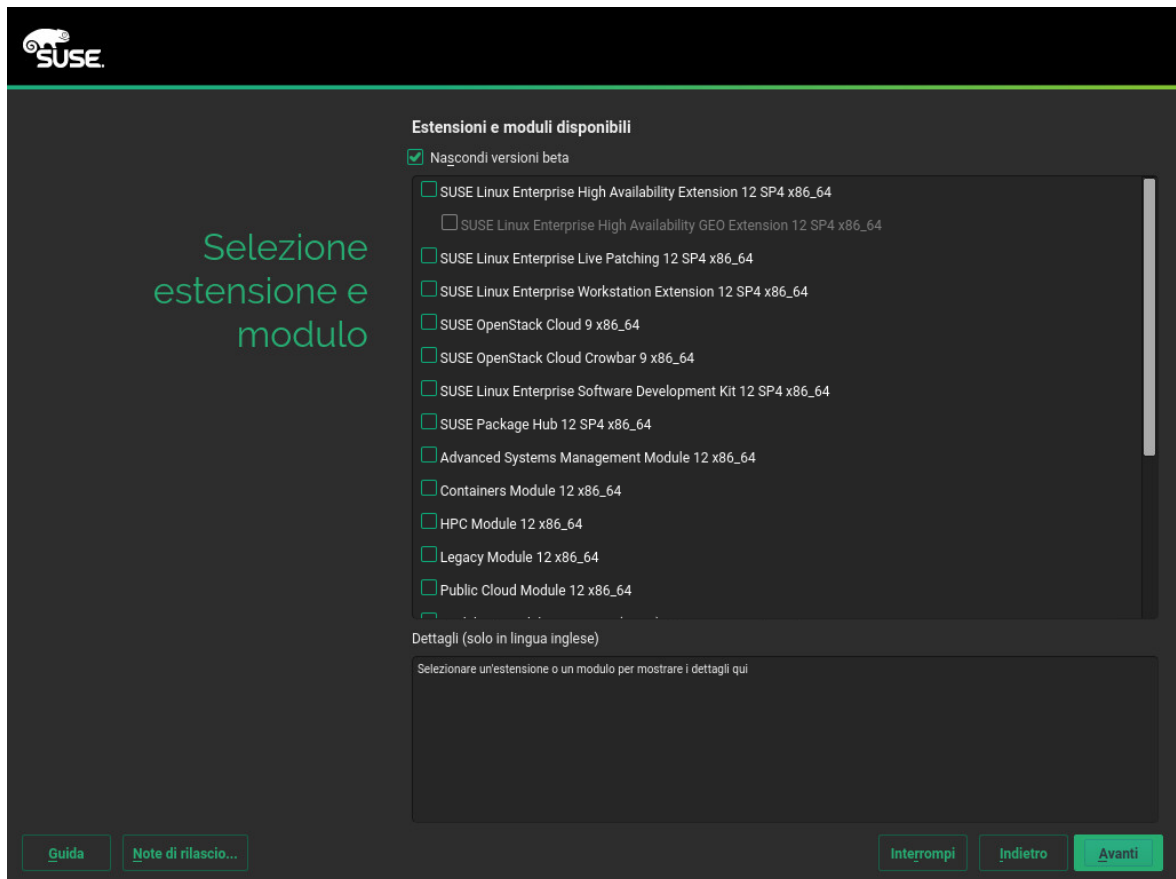 SUSE.
Estensioni e moduli disponibili
Nascondi versioni beta
Selezione
estensione e
modulo
SUSE Linux Enterprise High Availability Extension 12 SP4 x86_64
SUSE Linux Enterprise High Availability GEO Extension 12 SP4 x86_64
SUSE Linux Enterprise Live Patching 12 SP4 x86_64
SUSE Linux Enterprise Workstation Extension 12 SP4 x86_64
SUSE OpenStack Cloud 9 x86_64
SUSE OpenStack Cloud Crowbar 9 x86_64
SUSE Linux Enterprise Software Development Kit 12 SP4 x86_64
SUSE Package Hub 12 SP4 x86_64
Advanced Systems Management Module 12 x86_64
Containers Module 12 x86_64
HPC Module 12 x86_64
Legacy Module 12 x86_64
Public Cloud Module 12 x86_64
Dettagli (solo in lingua inglese)
Selezionare un'estensione o un modulo per mostrare i dettagli qui
Guida
Note di rilascio...
Interrompi
Indietro
Avanti